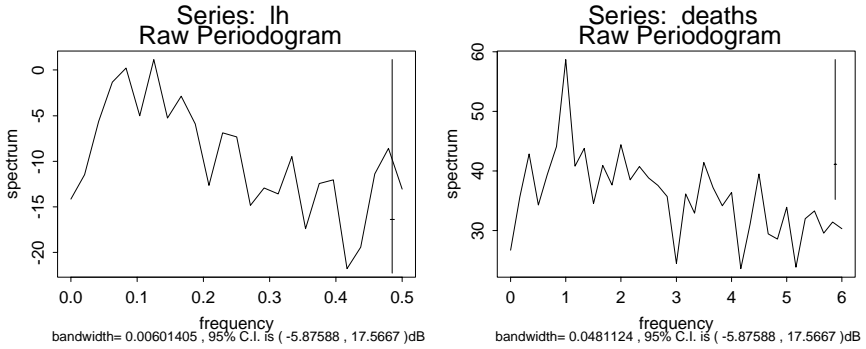 Series: lh
Raw Periodogram
spectrum
0
-5
-10
-15
-20
0.0 0.1 0.2 0.3 0.4 0.5
frequency
bandwidth= 0.00601405 , 95% C.I. is ( -5.87588 , 17.5667 )dB
Series: deaths
Raw Periodogram
spectrum
60
50
40
30
0 1 2 3 4 5 6
frequency
bandwidth= 0.0481124 , 95% C.I. is ( -5.87588 , 17.5667 )dB